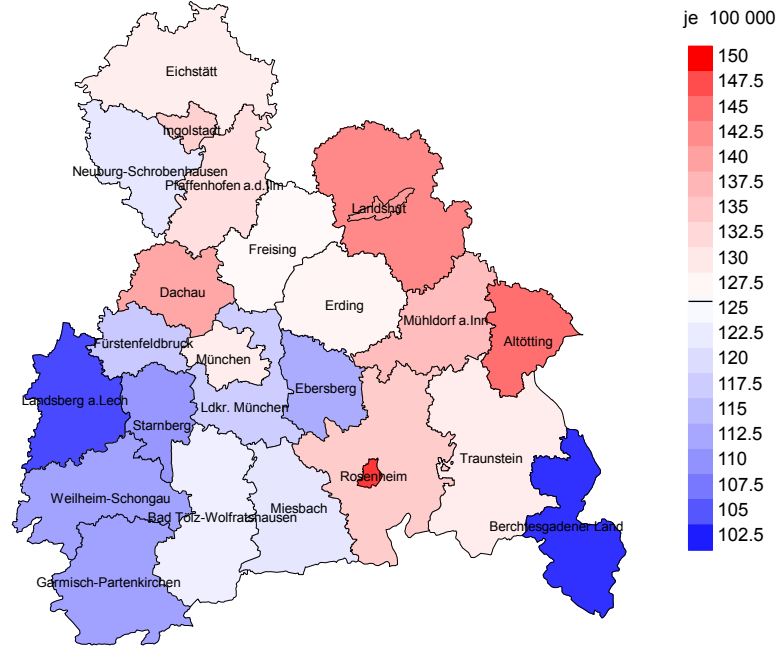 je 100 000
150
147.5
145
142.5
140
137.5
135
132.5
130
127.5
125
122.5
120
117.5
115
112.5
110
107.5
105
102.5
Eichstätt
Ingolstadt
Neuburg-Schrobenhausen
Pfaffenhofen a.d.Ilm
Landshut
Freising
Dachau
Erding
Mühldorf a.Inn
Altötting
Fürstenfeldbruck
München
Ebersberg
Landsberg a.Lech
Ldkr. München
Starnberg
Traunstein
Rosenheim
Weilheim-Schongau
Miesbach
Bad Tölz-Wolfratshausen
Berchtesgadener Land
Garmisch-Partenkirchen